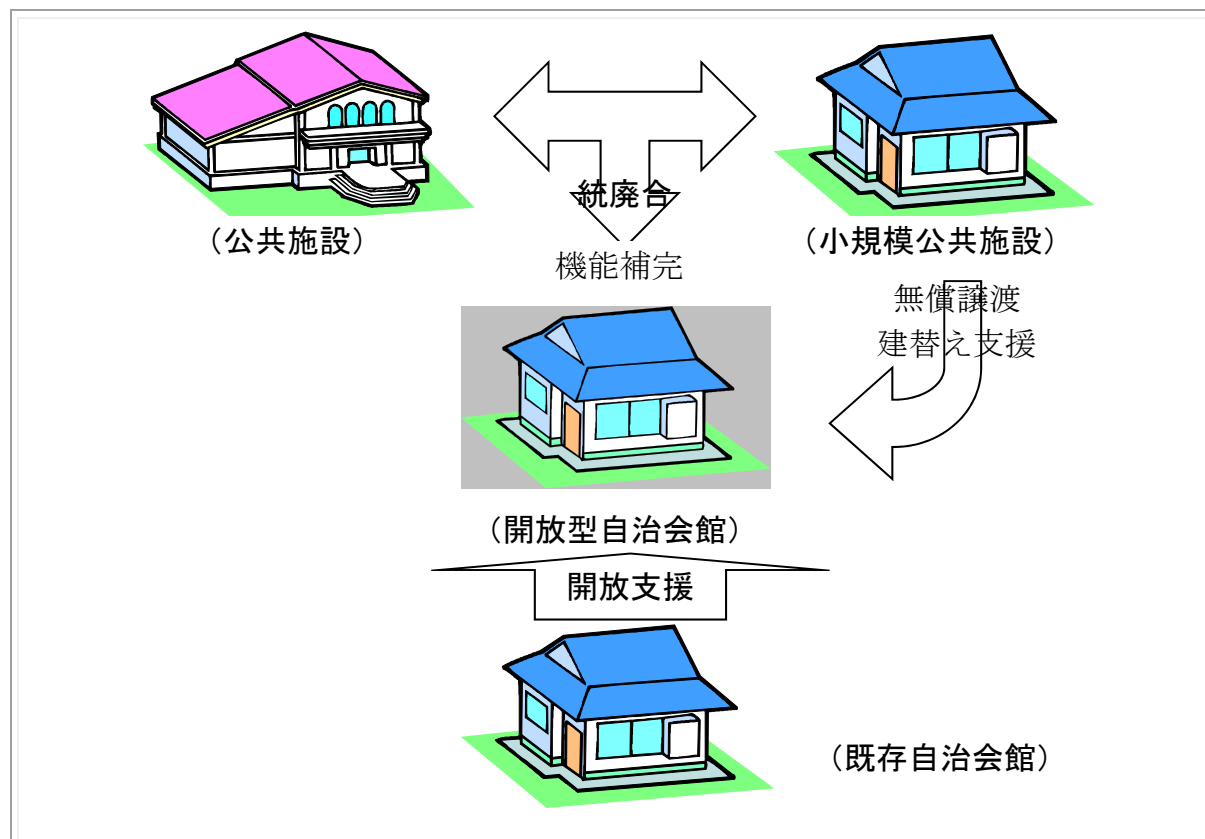 統廃合
（公共施設）
（小規模公共施設）
機能補完
無償譲渡
建替え支援
（開放型自治会館）
開放支援
（既存自治会館）